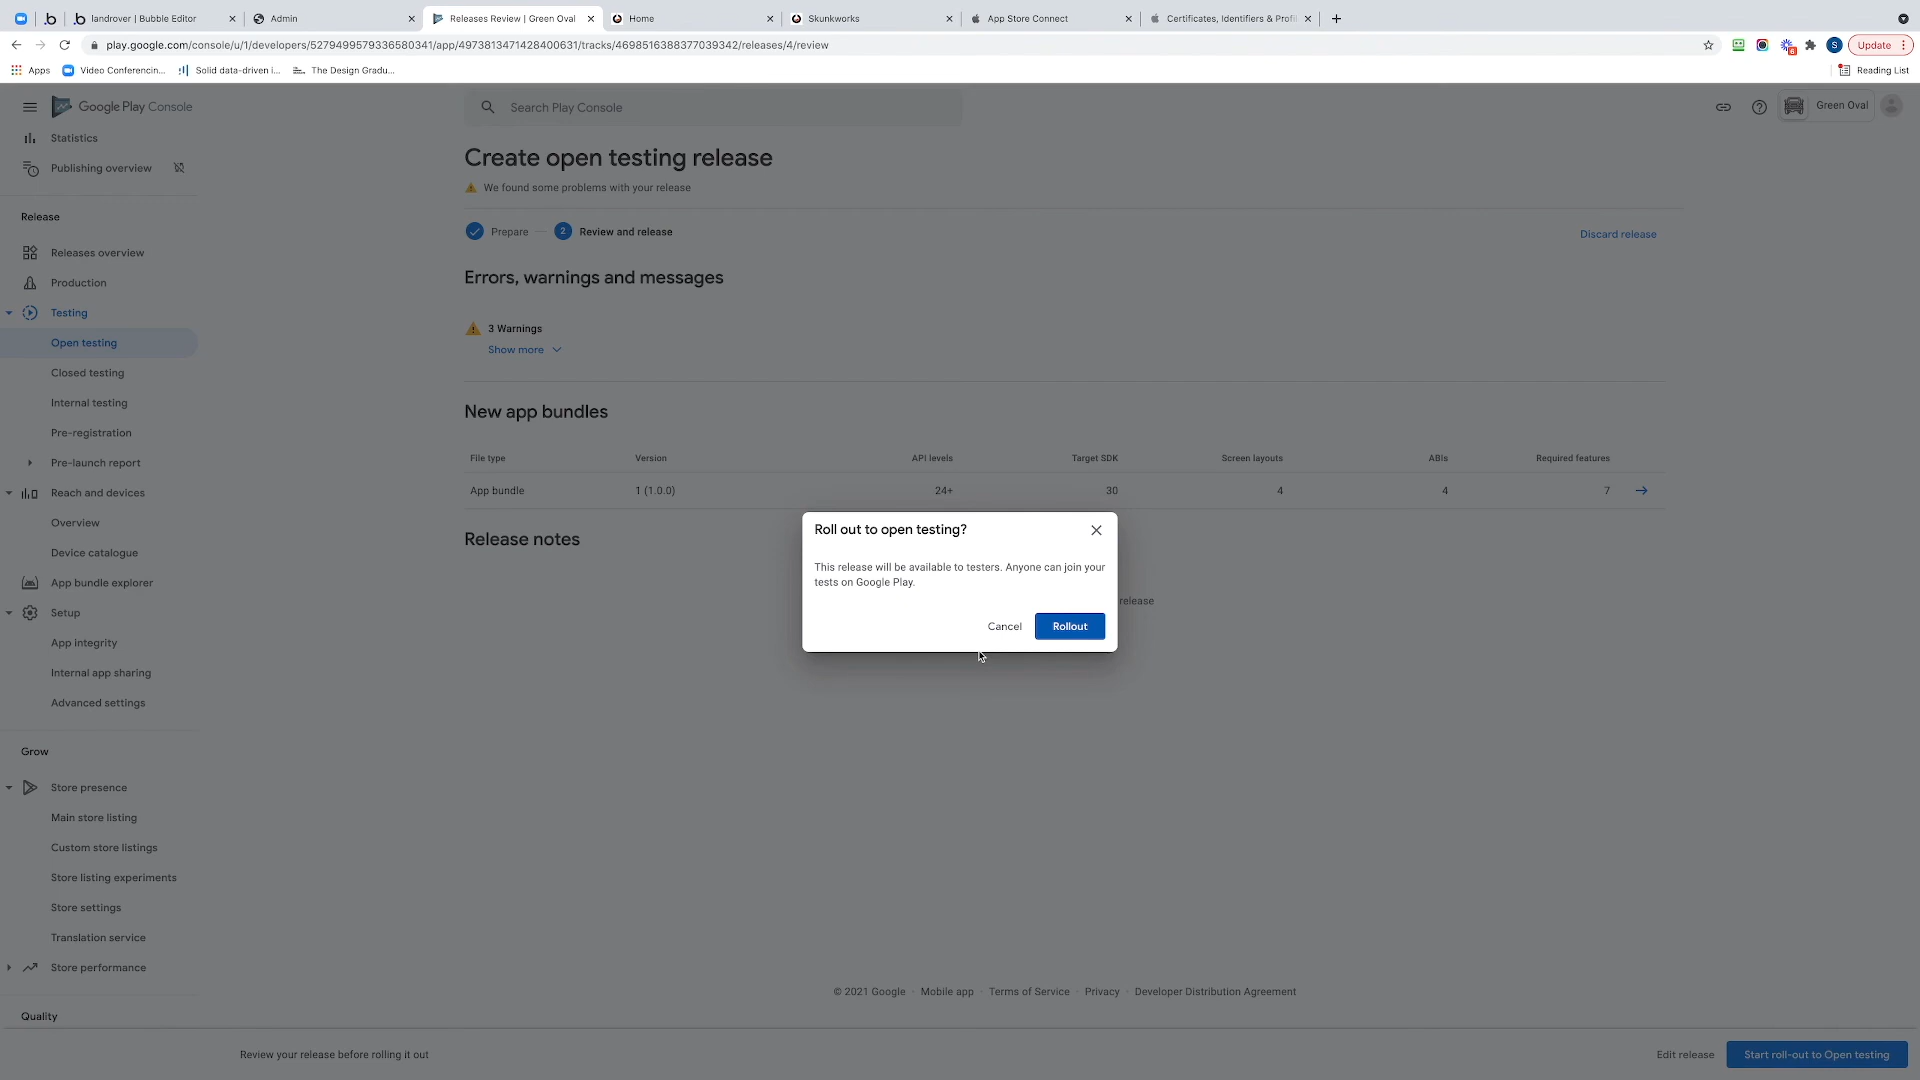 landrover | Bubble Editor
Admin
Releases Review | Green Oval
Home
Skunkworks
App Store Connect
Certificates, Identifiers & Profil
play.google.com/console/u/1/developers/5279499579336580341/app/4973813471428400631/tracks/4698516388377039342/releases/4/review
Update
Apps
Video Conferencin...
Solid data-driven i...
The Design Gradu...
Reading List
Google Play Console
Search Play Console
Green Oval
Statistics
Publishing overview
Release
Releases overview
Production
Testing
Open testing
Closed testing
Internal testing
Pre-registration
Pre-launch report
Reach and devices
Overview
Device catalogue
App bundle explorer
Setup
App integrity
Internal app sharing
Advanced settings
Grow
Store presence
Main store listing
Custom store listings
Store listing experiments
Store settings
Translation service
Store performance
Quality
Create open testing release
We found some problems with your release
Prepare
2 Review and release
Discard release
Errors, warnings and messages
3 Warnings
Show more
New app bundles
File type Version API levels Target SDK Screen layouts ABIs Required features
App bundle 1 (1.0.0) 24+ 30 4 4 7
Release notes
release
Roll out to open testing?
This release will be available to testers. Anyone can join your
tests on Google Play.
Cancel
Rollout
© 2021 Google · Mobile app · Terms of Service · Privacy · Developer Distribution Agreement
Review your release before rolling it out
Edit release
Start roll-out to Open testing